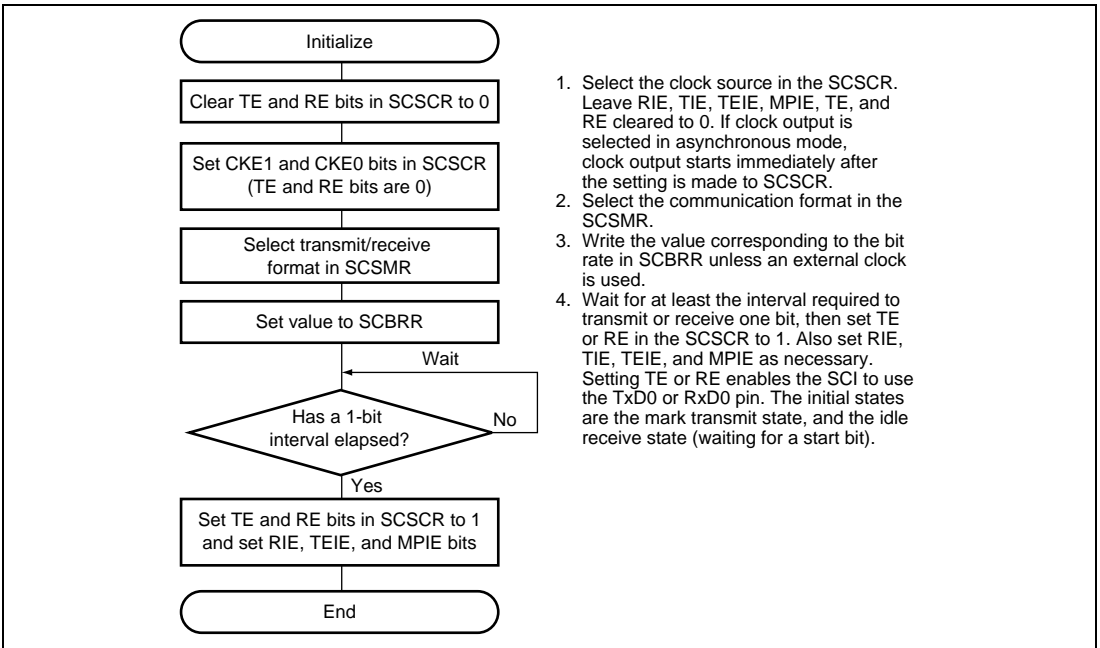 Initialize
Clear TE and RE bits in SCSCR to 0
Set CKE1 and CKE0 bits in SCSCR
(TE and RE bits are 0)
Select transmit/receive
format in SCSMR
Set value to SCBRR
Wait
Has a 1-bit
interval elapsed?
No
Yes
Set TE and RE bits in SCSCR to 1
and set RIE, TEIE, and MPIE bits
End
1. Select the clock source in the SCSCR.
Leave RIE, TIE, TEIE, MPIE, TE, and
RE cleared to 0. If clock output is
selected in asynchronous mode,
clock output starts immediately after
the setting is made to SCSCR.
2. Select the communication format in the
SCSMR.
3. Write the value corresponding to the bit
rate in SCBRR unless an external clock
is used.
4. Wait for at least the interval required to
transmit or receive one bit, then set TE
or RE in the SCSCR to 1. Also set RIE,
TIE, TEIE, and MPIE as necessary.
Setting TE or RE enables the SCI to use
the TxD0 or RxD0 pin. The initial states
are the mark transmit state, and the idle
receive state (waiting for a start bit).